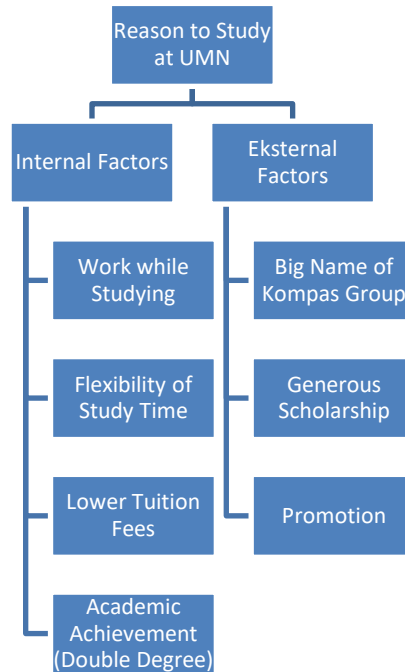 Reason to Study
at UMN
Internal Factors
Eksternal
Factors
Work while
Studying
Big Name of
Kompas Group
Flexibility of
Study Time
Generous
Scholarship
Lower Tuition
Fees
Promotion
Academic
Achievement
(Double Degree)